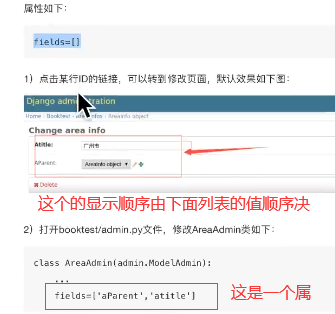 属性如下：
fields=[]
1）点击某行ID的链接，可以转到修改页面，默认效果如下图：
Django administration
Home › Booktest › Area infos › AreaInfo object
Change area info
Atitle: 广州市
AParent: AreaInfo object
Delete
这个的显示顺序由下面列表的值顺序决
2）打开booktest/admin.py文件，修改AreaAdmin类如下：
class AreaAdmin(admin.ModelAdmin):
...
fields=['aParent','atitle']
这是一个属